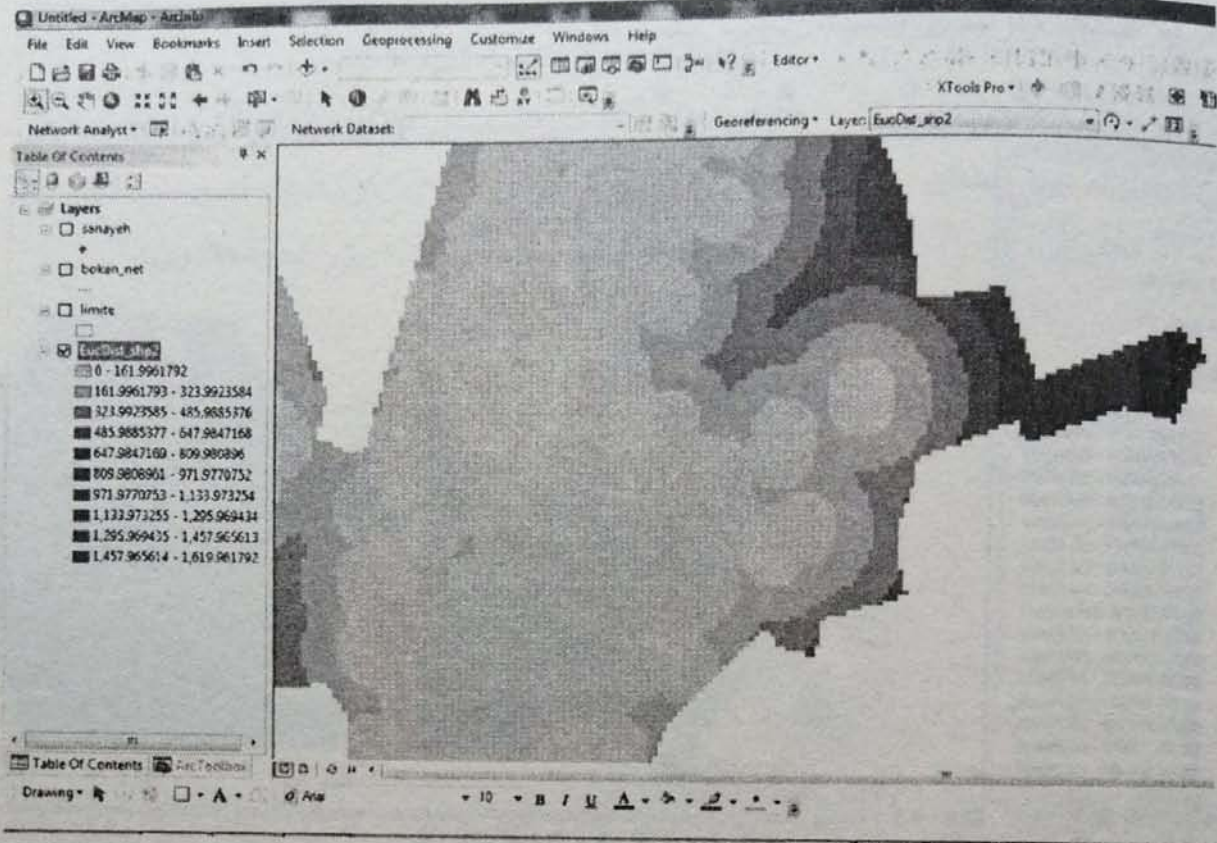 Untitled - ArcMap - ArcInfo
File Edit View Bookmarks Insert Selection Geoprocessing Customize Windows Help
Editor
XTools Pro
Network Analyst Network Dataset: Georeferencing Layer: EucDist_shp2
Table Of Contents
Layers
sanayeh
bokan_net
limite
EucDist_shp2
0 - 161.9961792
161.9961793 - 323.9923584
323.9923585 - 485.9885376
485.9885377 - 647.9847168
647.9847169 - 809.980896
809.9808961 - 971.9770752
971.9770753 - 1,133.973254
1,133.973255 - 1,295.969434
1,295.969435 - 1,457.965613
1,457.965614 - 1,619.961792
Table Of Contents ArcToolbox
Drawing A Arial 10 B I U A